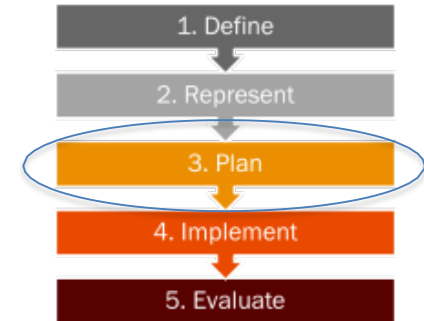 1. Define
2. Represent
3. Plan
4. Implement
5. Evaluate